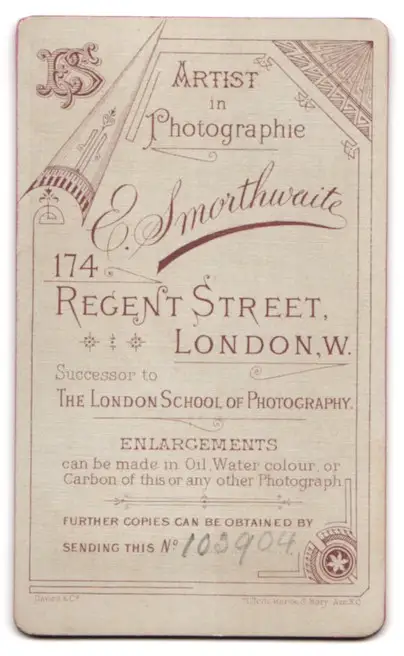 ES
ARTIST
in
Photographie
E. Smorthwaite
174
REGENT STREET,
LONDON, W.
Successor to
THE LONDON SCHOOL OF PHOTOGRAPHY.
ENLARGEMENTS
can be made in Oil, Water colour, or
Carbon of this or any other Photograph
FURTHER COPIES CAN BE OBTAINED BY
SENDING THIS No 103904.